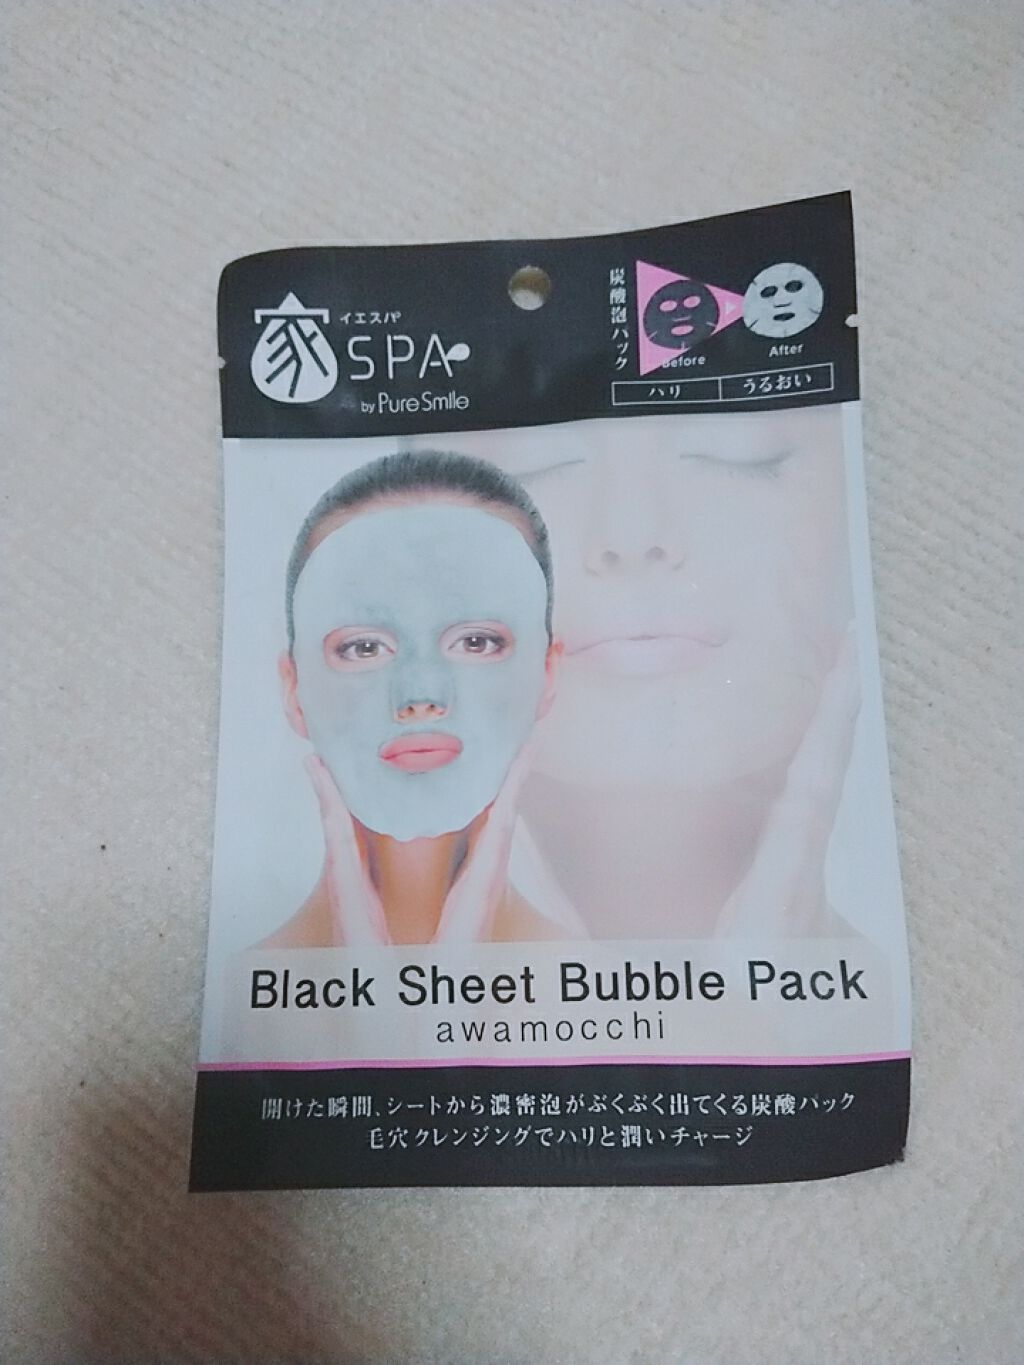 家
イエスパ
SPA
by Pure Smile
炭酸泡パック
Before
After
ハリ
うるおい
Black Sheet Bubble Pack
awamocchi
開けた瞬間、シートから濃密泡がぶくぶく出てくる炭酸パック
毛穴クレンジングでハリと潤いチャージ